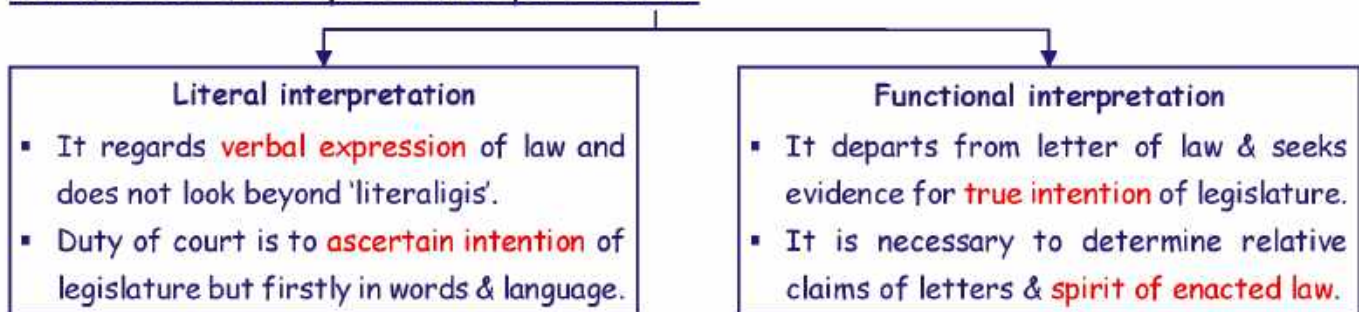 Literal interpretation
▪ It regards verbal expression of law and
does not look beyond 'literaligis'.
▪ Duty of court is to ascertain intention of
legislature but firstly in words & language.
Functional interpretation
▪ It departs from letter of law & seeks
evidence for true intention of legislature.
▪ It is necessary to determine relative
claims of letters & spirit of enacted law.